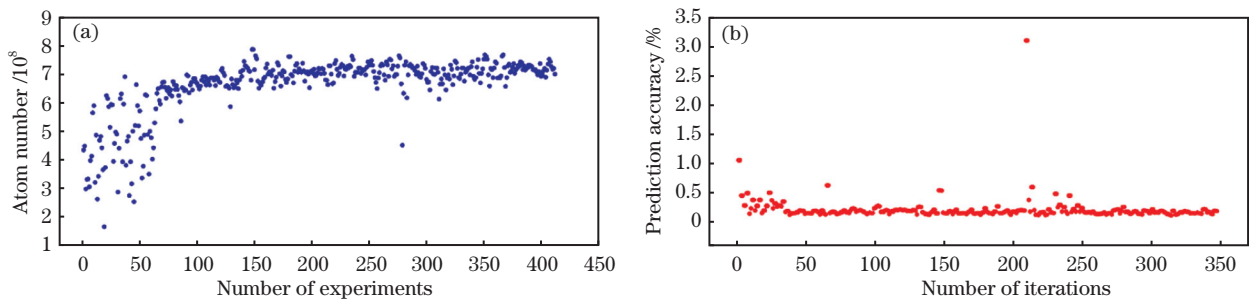 (a)
Atom number /10⁸
9
8
7
6
5
4
3
2
1
0 50 100 150 200 250 300 350 400 450
Number of experiments
(b)
Prediction accuracy /%
3.5
3.0
2.5
2.0
1.5
1.0
0.5
0
0 50 100 150 200 250 300 350
Number of iterations